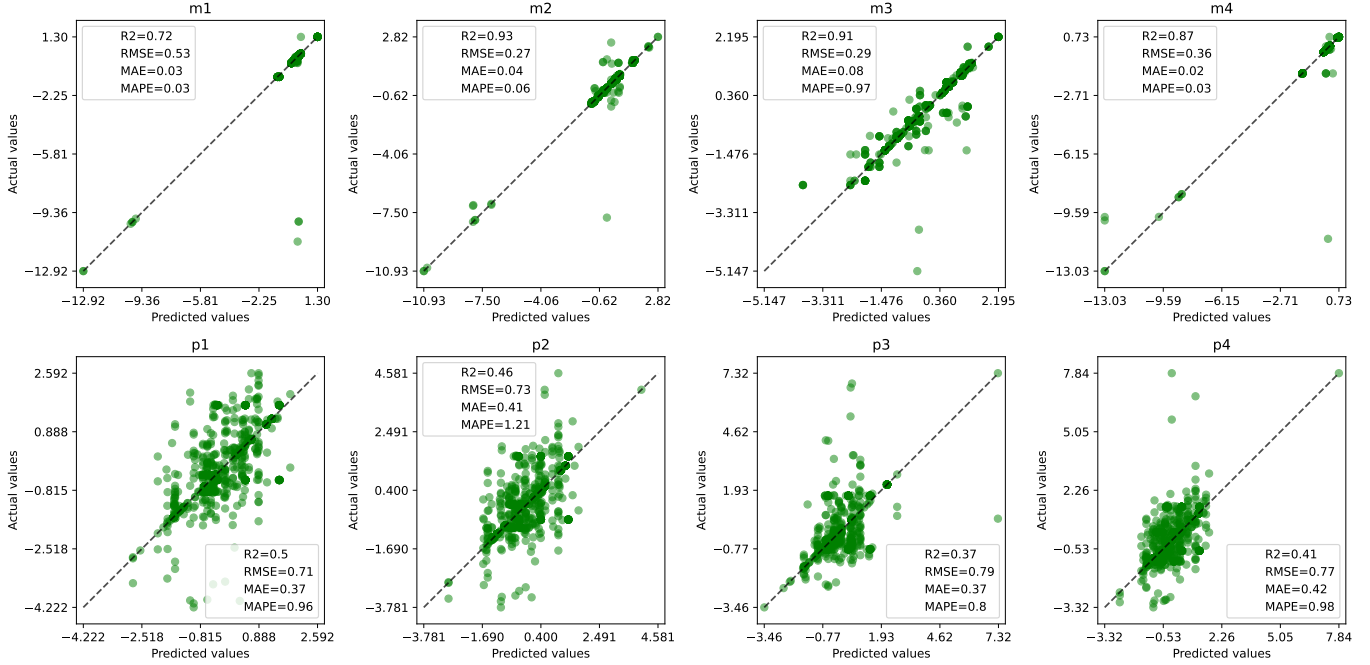 m1
R2=0.72
RMSE=0.53
MAE=0.03
MAPE=0.03
Actual values
1.30
−2.25
−5.81
−9.36
−12.92
−12.92 −9.36 −5.81 −2.25 1.30
Predicted values
m2
R2=0.93
RMSE=0.27
MAE=0.04
MAPE=0.06
Actual values
2.82
−0.62
−4.06
−7.50
−10.93
−10.93 −7.50 −4.06 −0.62 2.82
Predicted values
m3
R2=0.91
RMSE=0.29
MAE=0.08
MAPE=0.97
Actual values
2.195
0.360
−1.476
−3.311
−5.147
−5.147 −3.311 −1.476 0.360 2.195
Predicted values
m4
R2=0.87
RMSE=0.36
MAE=0.02
MAPE=0.03
Actual values
0.73
−2.71
−6.15
−9.59
−13.03
−13.03 −9.59 −6.15 −2.71 0.73
Predicted values
p1
R2=0.5
RMSE=0.71
MAE=0.37
MAPE=0.96
Actual values
2.592
0.888
−0.815
−2.518
−4.222
−4.222 −2.518 −0.815 0.888 2.592
Predicted values
p2
R2=0.46
RMSE=0.73
MAE=0.41
MAPE=1.21
Actual values
4.581
2.491
0.400
−1.690
−3.781
−3.781 −1.690 0.400 2.491 4.581
Predicted values
p3
R2=0.37
RMSE=0.79
MAE=0.37
MAPE=0.8
Actual values
7.32
4.62
1.93
−0.77
−3.46
−3.46 −0.77 1.93 4.62 7.32
Predicted values
p4
R2=0.41
RMSE=0.77
MAE=0.42
MAPE=0.98
Actual values
7.84
5.05
2.26
−0.53
−3.32
−3.32 −0.53 2.26 5.05 7.84
Predicted values